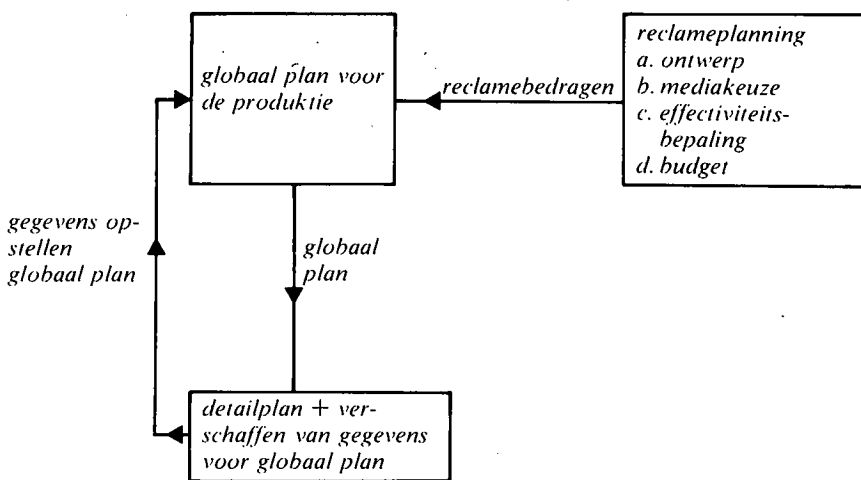 globaal plan voor
de produktie
reclamebedragen
reclameplanning
a. ontwerp
b. mediakeuze
c. effectiviteits-
bepaling
d. budget
gegevens op-
stellen
globaal plan
globaal
plan
detailplan + ver-
schaffen van gegevens
voor globaal plan